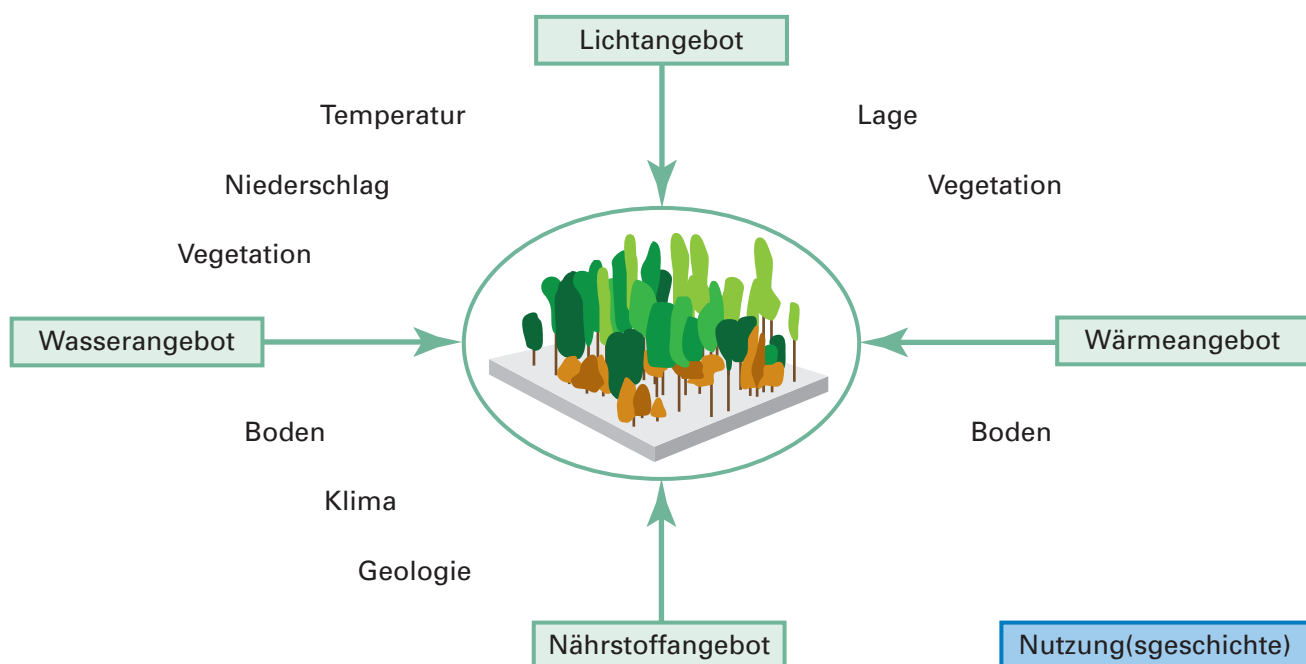 Lichtangebot
Temperatur
Lage
Niederschlag
Vegetation
Vegetation
Wasserangebot
Wärmeangebot
Boden
Boden
Klima
Geologie
Nährstoffangebot
Nutzung(sgeschichte)